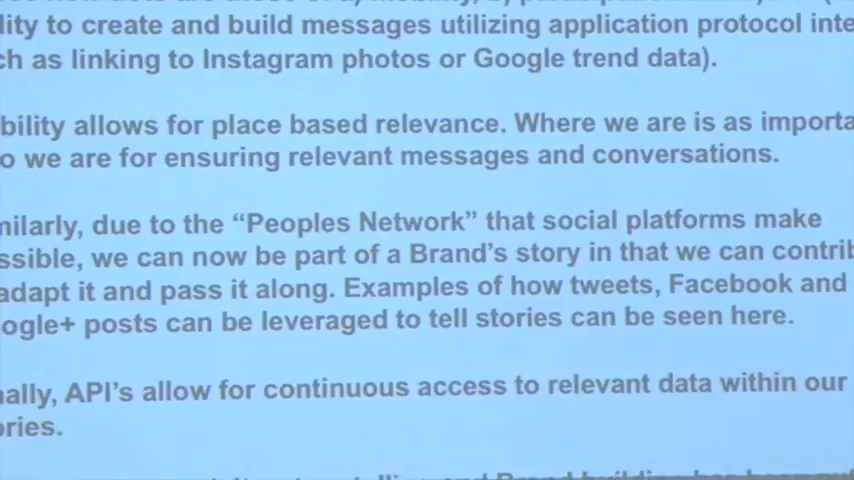 lity to create and build messages utilizing application protocol inte
ch as linking to Instagram photos or Google trend data).
bility allows for place based relevance. Where we are is as importa
o we are for ensuring relevant messages and conversations.
milarly, due to the “Peoples Network” that social platforms make
ssible, we can now be part of a Brand’s story in that we can contrib
adapt it and pass it along. Examples of how tweets, Facebook and
ogle+ posts can be leveraged to tell stories can be seen here.
nally, API’s allow for continuous access to relevant data within our
ories.